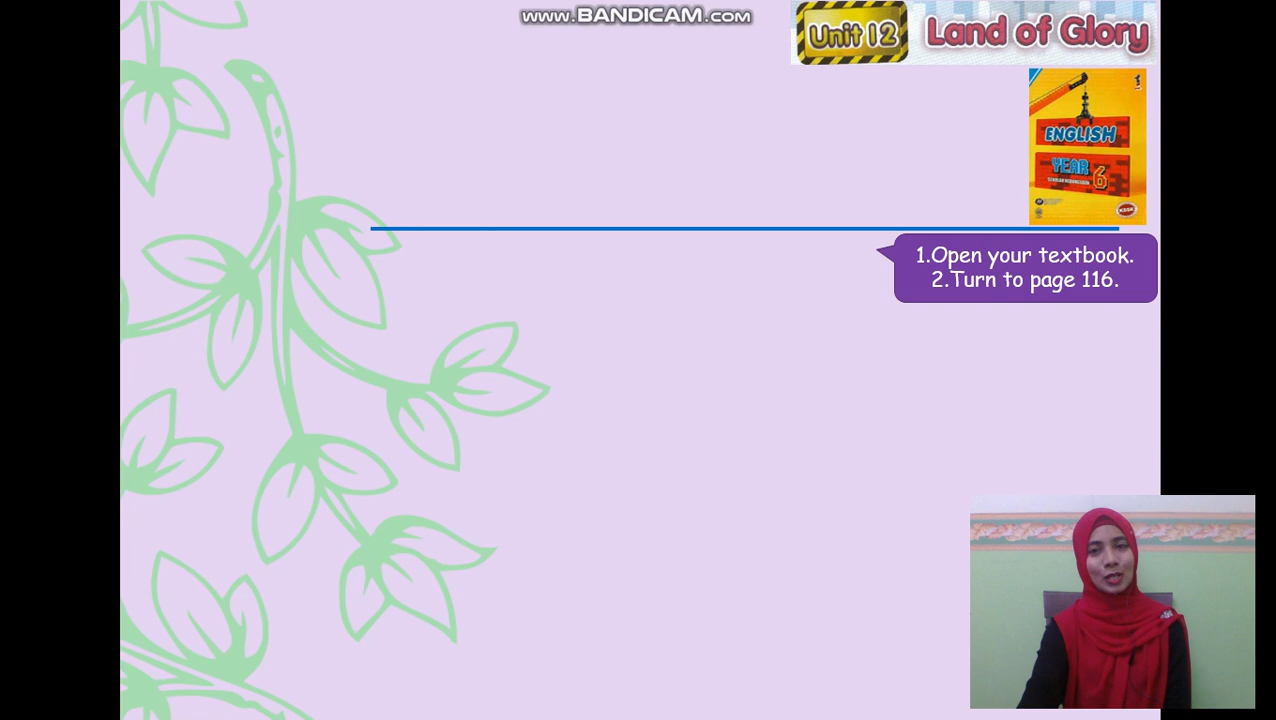 www.BANDICAM.com
Unit 12 Land of Glory
ENGLISH
YEAR 6
1.Open your textbook.
2.Turn to page 116.